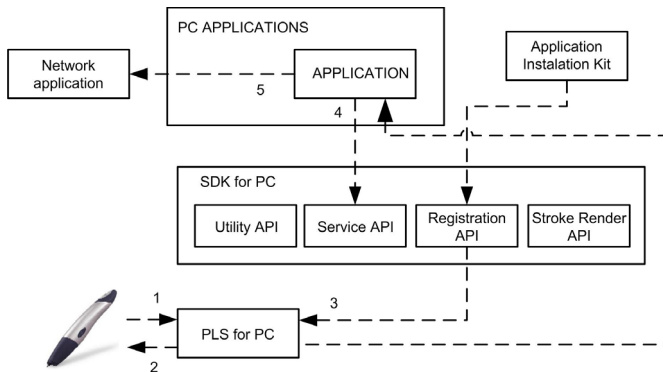 PC APPLICATIONS
Network
application
APPLICATION
Application
Instalation Kit
5
4
SDK for PC
Utility API
Service API
Registration
API
Stroke Render
API
1
3
PLS for PC
2